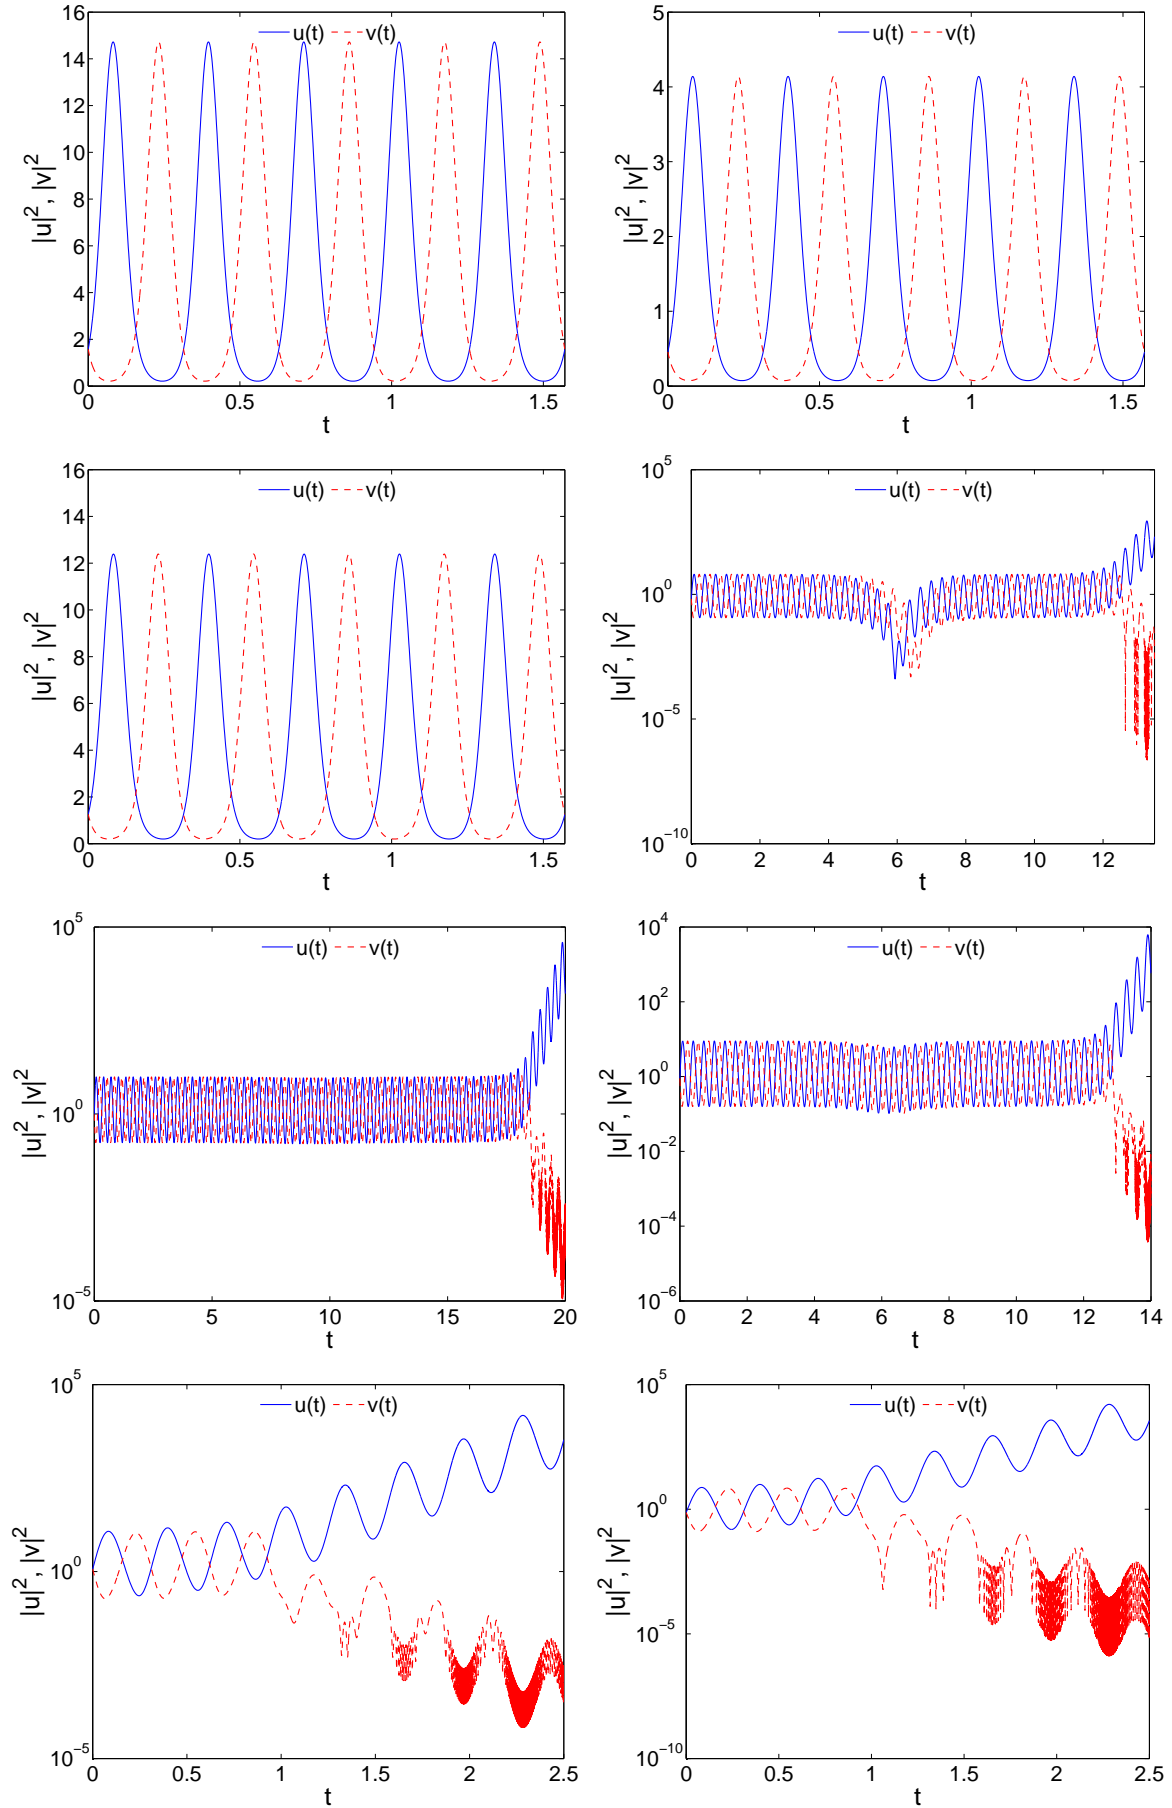 16
14
12
10
8
6
4
2
0
u(t) v(t)
|u|², |v|²
0 0.5 1 1.5
t
5
4
3
2
1
0
u(t) v(t)
|u|², |v|²
0 0.5 1 1.5
t
16
14
12
10
8
6
4
2
0
u(t) v(t)
|u|², |v|²
0 0.5 1 1.5
t
10⁵
10⁰
10⁻⁵
10⁻¹⁰
u(t) v(t)
|u|², |v|²
0 2 4 6 8 10 12
t
10⁵
10⁰
10⁻⁵
u(t) v(t)
|u|², |v|²
0 5 10 15 20
t
10⁴
10²
10⁰
10⁻²
10⁻⁴
10⁻⁶
u(t) v(t)
|u|², |v|²
0 2 4 6 8 10 12 14
t
10⁵
10⁰
10⁻⁵
u(t) v(t)
|u|², |v|²
0 0.5 1 1.5 2 2.5
t
10⁵
10⁰
10⁻⁵
10⁻¹⁰
u(t) v(t)
|u|², |v|²
0 0.5 1 1.5 2 2.5
t